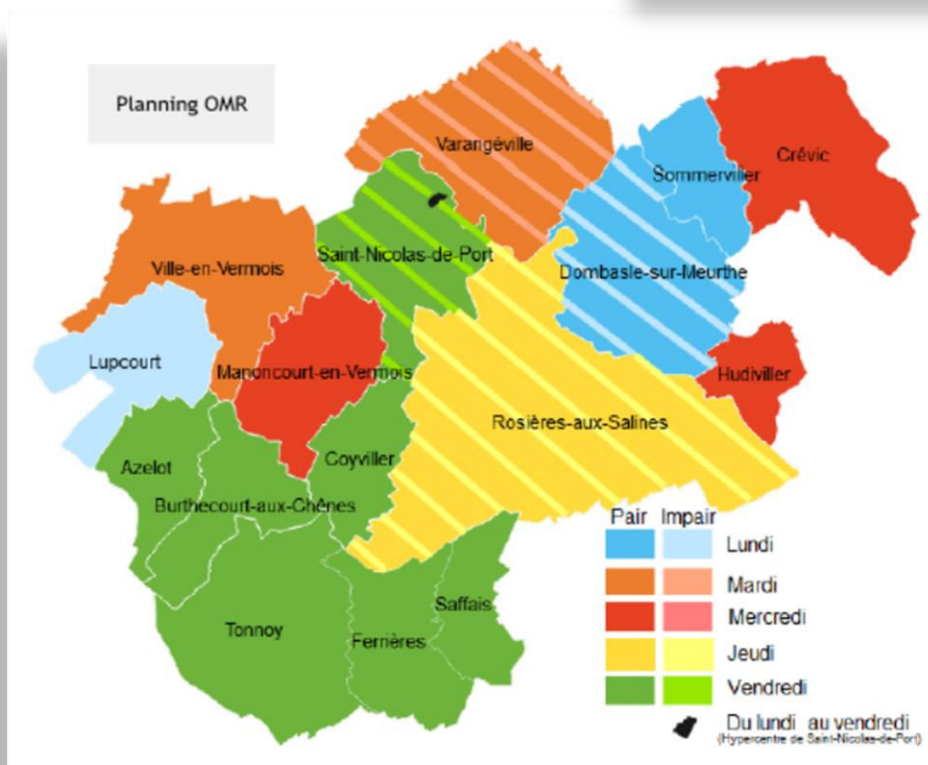 Planning OMR
Varangéville
Sommerviller
Crévic
Saint-Nicolas-de-Port
Ville-en-Vermois
Dombasle-sur-Meurthe
Lupcourt
Manoncourt-en-Vermois
Hudiviller
Rosières-aux-Salines
Coyviller
Azelot
Burthecourt-aux-Chênes
Saffais
Tonnoy
Ferrières
Pair Impair
Lundi
Mardi
Mercredi
Jeudi
Vendredi
Du lundi au vendredi
(Hypercentre de Saint-Nicolas-de-Port)